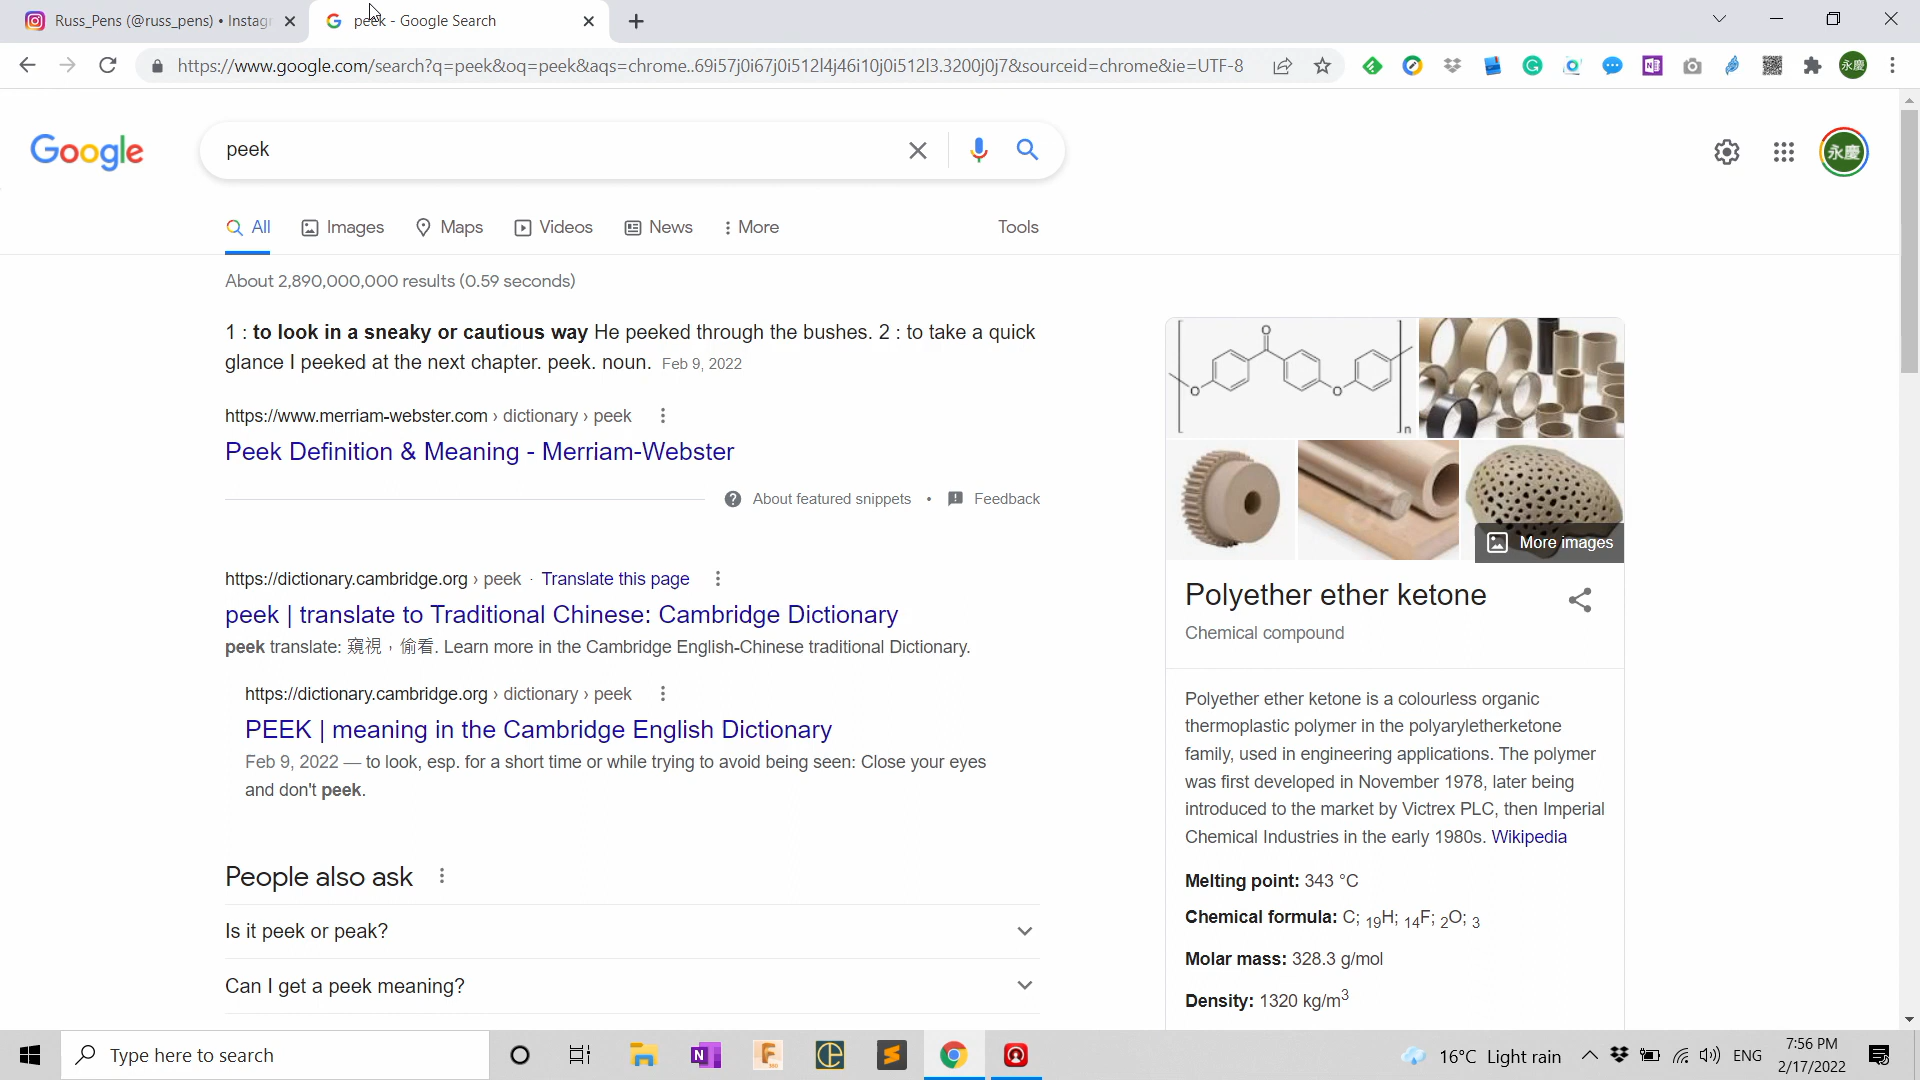 Russ_Pens (@russ_pens) • Instag
peek - Google Search
https://www.google.com/search?q=peek&oq=peek&aqs=chrome..69i57j0i67j0i512l4j46i10j0i512l3.3200j0j7&sourceid=chrome&ie=UTF-8
永慶
Google
peek
永慶
All
Images
Maps
Videos
News
More
Tools
About 2,890,000,000 results (0.59 seconds)
1 : to look in a sneaky or cautious way He peeked through the bushes. 2 : to take a quick
glance I peeked at the next chapter. peek. noun. Feb 9, 2022
https://www.merriam-webster.com › dictionary › peek
Peek Definition & Meaning - Merriam-Webster
About featured snippets • Feedback
https://dictionary.cambridge.org › peek · Translate this page
peek | translate to Traditional Chinese: Cambridge Dictionary
peek translate: 窺視，偷看. Learn more in the Cambridge English-Chinese traditional Dictionary.
https://dictionary.cambridge.org › dictionary › peek
PEEK | meaning in the Cambridge English Dictionary
Feb 9, 2022 — to look, esp. for a short time or while trying to avoid being seen: Close your eyes
and don't peek.
People also ask
Is it peek or peak?
Can I get a peek meaning?
O
O
O
n
More images
Polyether ether ketone
Chemical compound
Polyether ether ketone is a colourless organic
thermoplastic polymer in the polyaryletherketone
family, used in engineering applications. The polymer
was first developed in November 1978, later being
introduced to the market by Victrex PLC, then Imperial
Chemical Industries in the early 1980s. Wikipedia
Melting point: 343 °C
Chemical formula: C; 19H; 14F; 2O; 3
Molar mass: 328.3 g/mol
Density: 1320 kg/m3
Type here to search
16°C Light rain
ENG
7:56 PM
2/17/2022